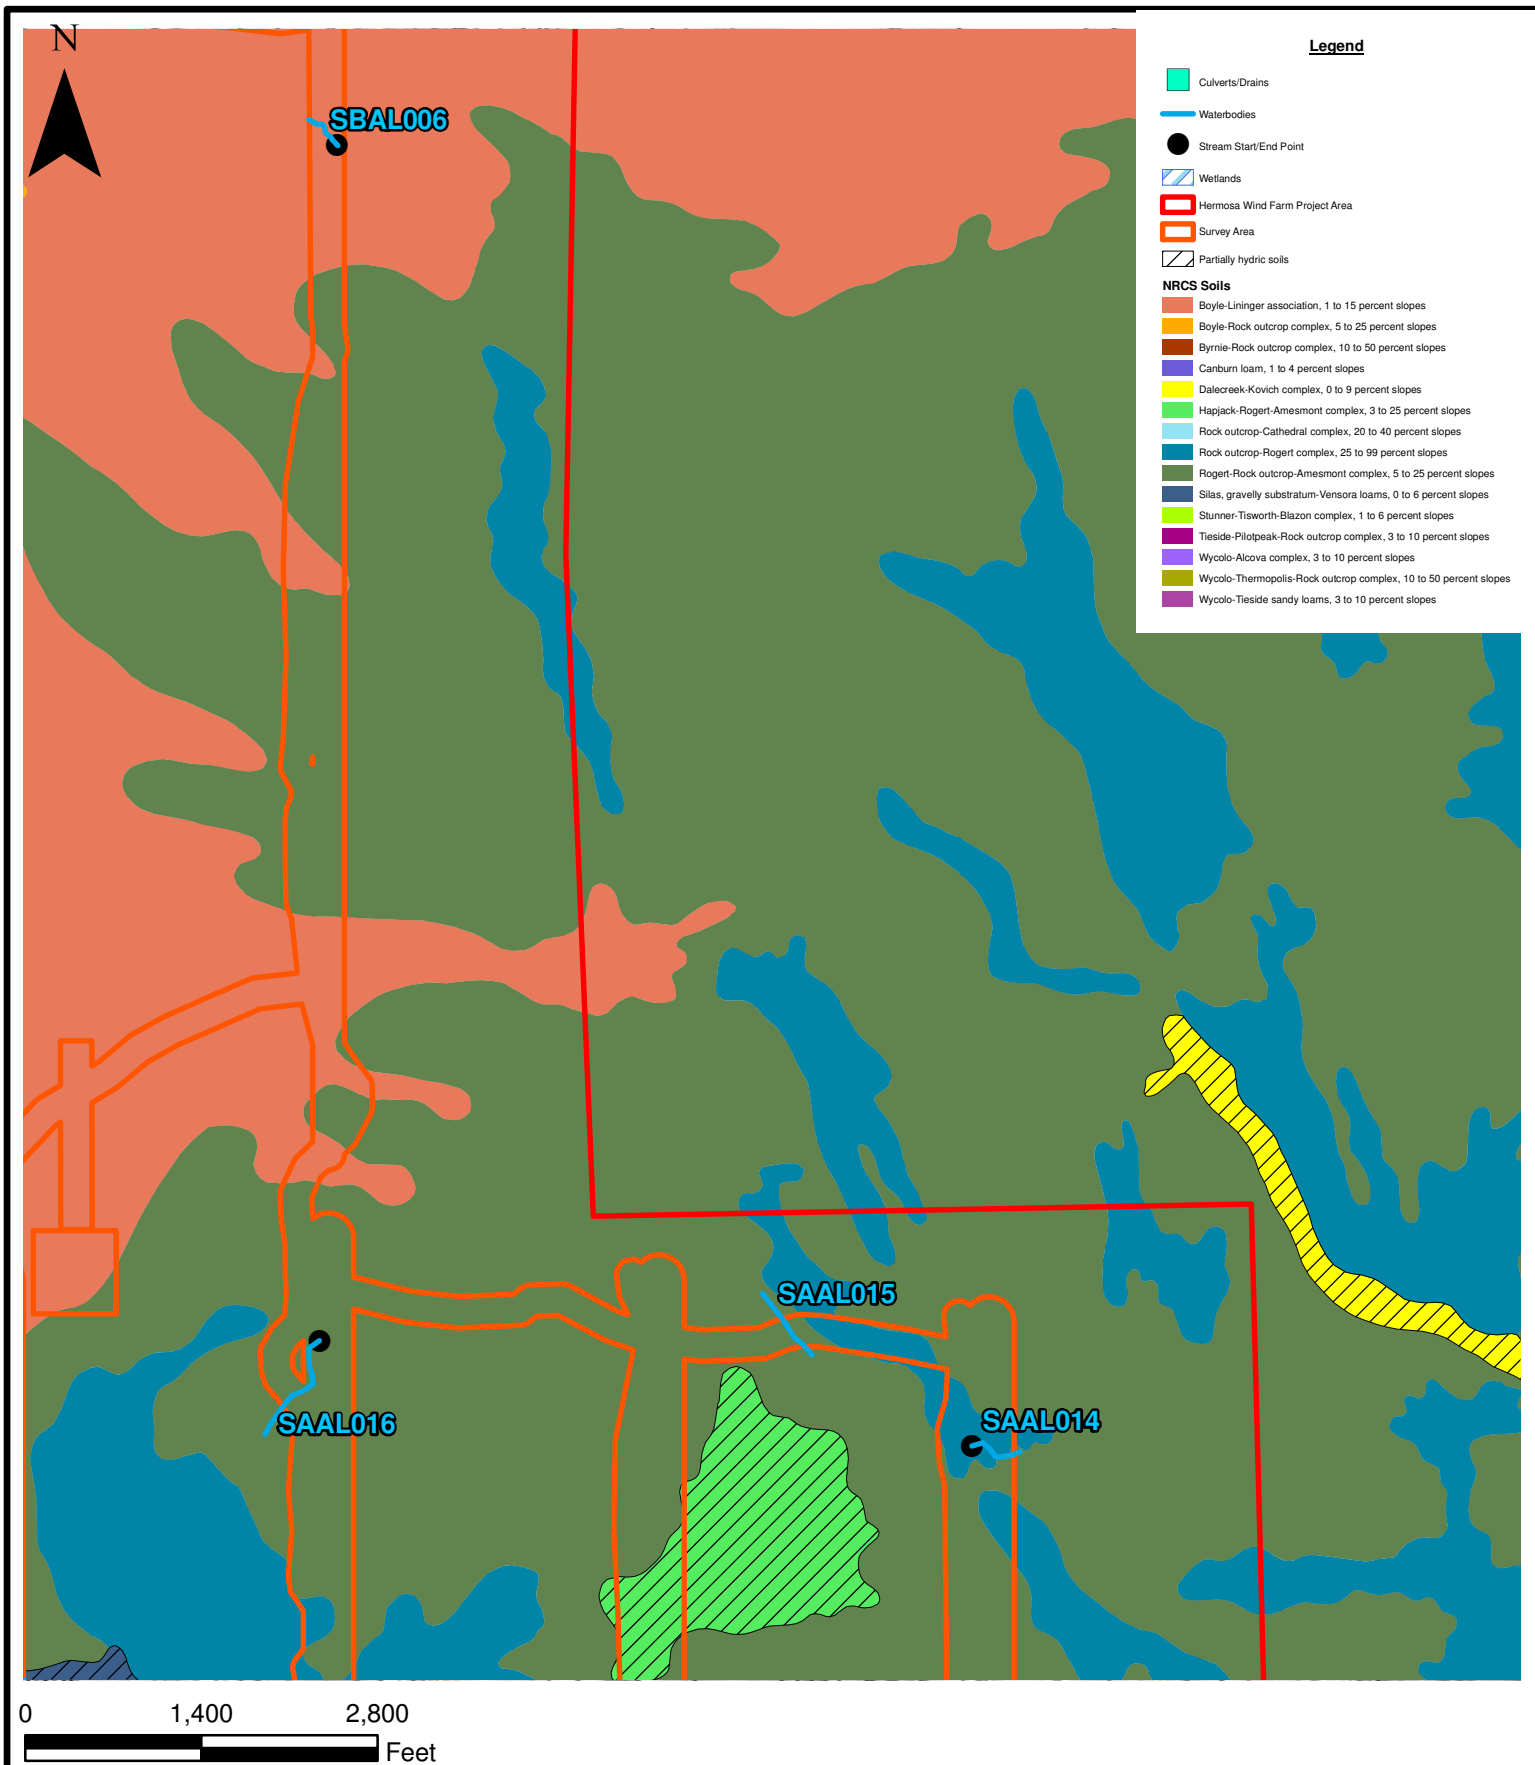 N
SBAL006
Legend
Culverts/Drains
Waterbodies
Stream Start/End Point
Wetlands
Hermosa Wind Farm Project Area
Survey Area
Partially hydric soils
NRCS Soils
Boyle-Lininger association, 1 to 15 percent slopes
Boyle-Rock outcrop complex, 5 to 25 percent slopes
Byrnie-Rock outcrop complex, 10 to 50 percent slopes
Canburn loam, 1 to 4 percent slopes
Dalecreek-Kovich complex, 0 to 9 percent slopes
Hapjack-Rogert-Amesmont complex, 3 to 25 percent slopes
Rock outcrop-Cathedral complex, 20 to 40 percent slopes
Rock outcrop-Rogert complex, 25 to 99 percent slopes
Rogert-Rock outcrop-Amesmont complex, 5 to 25 percent slopes
Silas, gravelly substratum-Vensora loams, 0 to 6 percent slopes
Stunner-Tisworth-Blazon complex, 1 to 6 percent slopes
Tieside-Pilotpeak-Rock outcrop complex, 3 to 10 percent slopes
Wycolo-Alcova complex, 3 to 10 percent slopes
Wycolo-Thermopolis-Rock outcrop complex, 10 to 50 percent slopes
Wycolo-Tieside sandy loams, 3 to 10 percent slopes
SAAL015
SAAL016
SAAL014
0 1,400 2,800
Feet